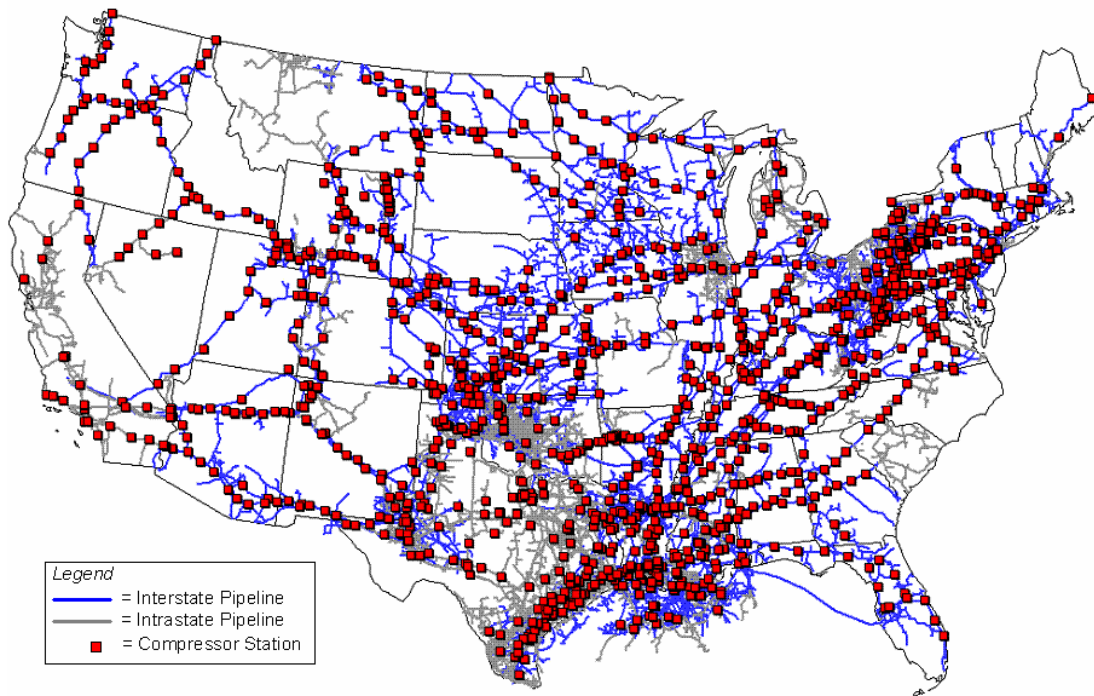 Legend
= Interstate Pipeline
= Intrastate Pipeline
= Compressor Station